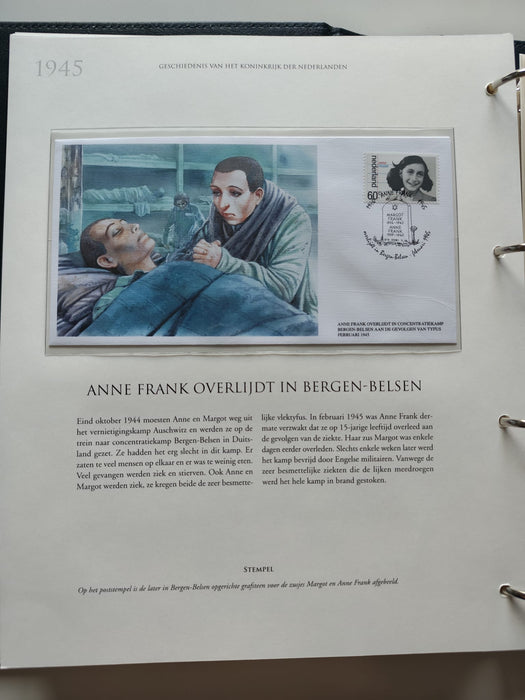 1945
GESCHIEDENIS VAN HET KONINKRIJK DER NEDERLANDEN
nederland
60
MARGOT
FRANK
ANNE
FRANK
Bergen-Belsen
ANNE FRANK OVERLIJDT IN CONCENTRATIEKAMP
BERGEN-BELSEN AAN DE GEVOLGEN VAN TYFUS
FEBRUARI 1945
ANNE FRANK OVERLIJDT IN BERGEN-BELSEN
Eind oktober 1944 moesten Anne en Margot weg uit
het vernietigingskamp Auschwitz en werden ze op de
trein naar concentratiekamp Bergen-Belsen in Duits-
land gezet. Ze hadden het erg slecht in dit kamp. Er
zaten te veel mensen op elkaar en er was te weinig eten.
Veel gevangenen werden ziek en stierven. Ook Anne en
Margot werden ziek, ze kregen beide de zeer besmette-
lijke vlektyfus. In februari 1945 was Anne Frank der-
mate verzwakt dat ze op 15-jarige leeftijd overleed aan
de gevolgen van de ziekte. Haar zus Margot was enkele
dagen eerder overleden. Slechts enkele weken later werd
het kamp bevrijd door Engelse militairen. Vanwege de
zeer besmettelijke ziekten die de lijken meedroegen
werd het hele kamp in brand gestoken.
STEMPEL
Op het poststempel is de later in Bergen-Belsen opgerichte grafsteen voor de zusjes Margot en Anne Frank afgebeeld.